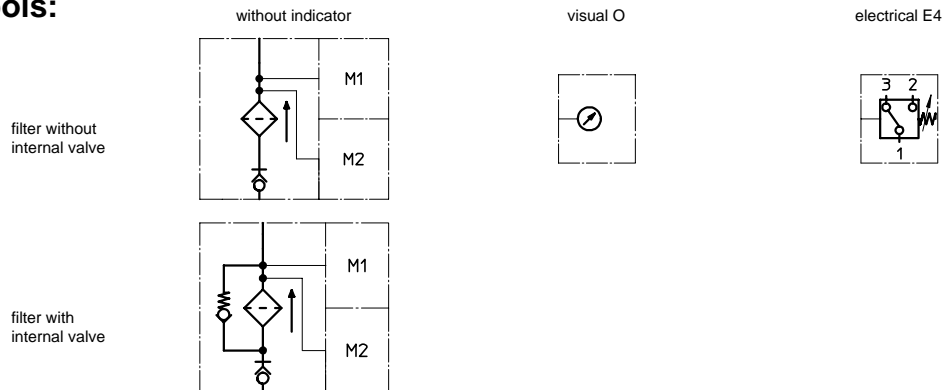 without indicator
visual O
electrical E4
filter without
internal valve
M1
M2
3 2
1
filter with
internal valve
M1
M2